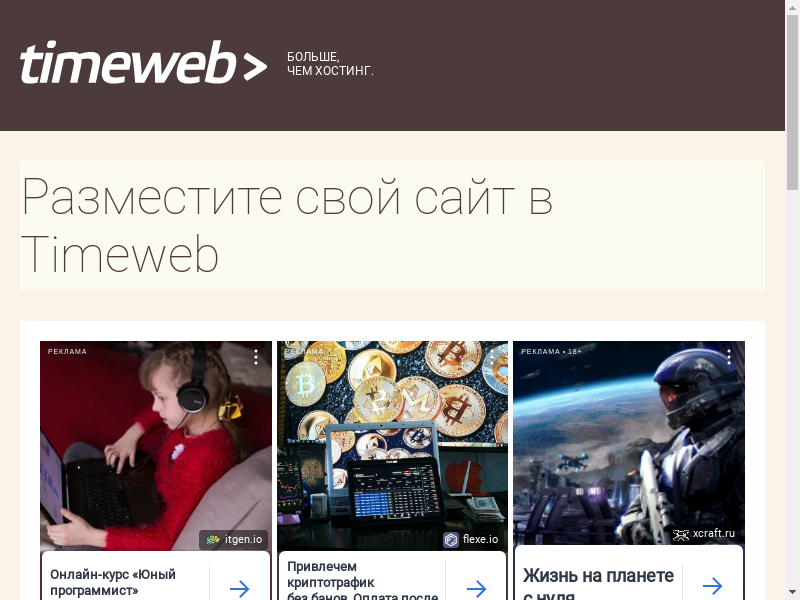 timeweb>
БОЛЬШЕ,
ЧЕМ ХОСТИНГ.
Разместите свой сайт в
Timeweb
РЕКЛАМА
РЕКЛАМА
РЕКЛАМА • 18+
itgen.io
flexe.io
xcraft.ru
Онлайн-курс «Юный
программист»
Привлечем
криптотрафик
без банов. Оплата после
Жизнь на планете
с нуля